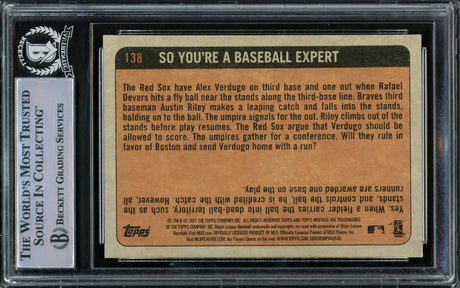 BECKETT
138
SO YOU'RE A BASEBALL EXPERT
The Red Sox have Alex Verdugo on third base and one out when Rafael
Devers hits a fly ball near the stands along the third-base line. Braves third
baseman Austin Riley makes a leaping catch and falls into the stands,
holding on to the ball. The umpire signals for the out. Riley climbs out of the
stands before play resumes. The Red Sox argue that Verdugo should be
allowed to score. The umpires gather for a conference. Will they rule in
favor of Boston and send Verdugo home with a run?
Yes. When a fielder carries the ball into dead-ball territory, such as the
stands, and controls the ball, he is credited with the catch. However,
runners are awarded one base on the play.
Topps
THE WORLD'S MOST TRUSTED
SOURCE IN COLLECTING™
BECKETT GRADING SERVICES